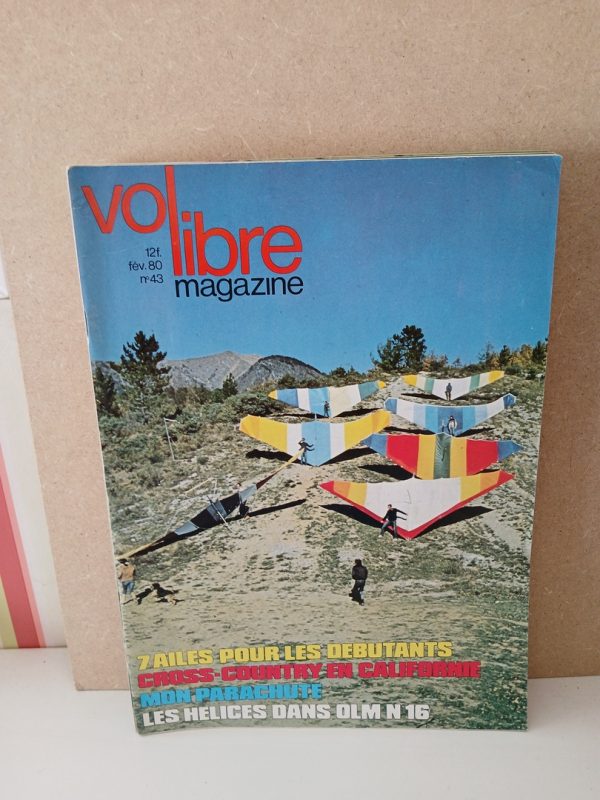 vol libre
magazine
12f.
fév. 80
n°43
7 AILES POUR LES DEBUTANTS
CROSS-COUNTRY EN CALIFORNIE
MON PARACHUTE
LES HELICES DANS OLM N 16